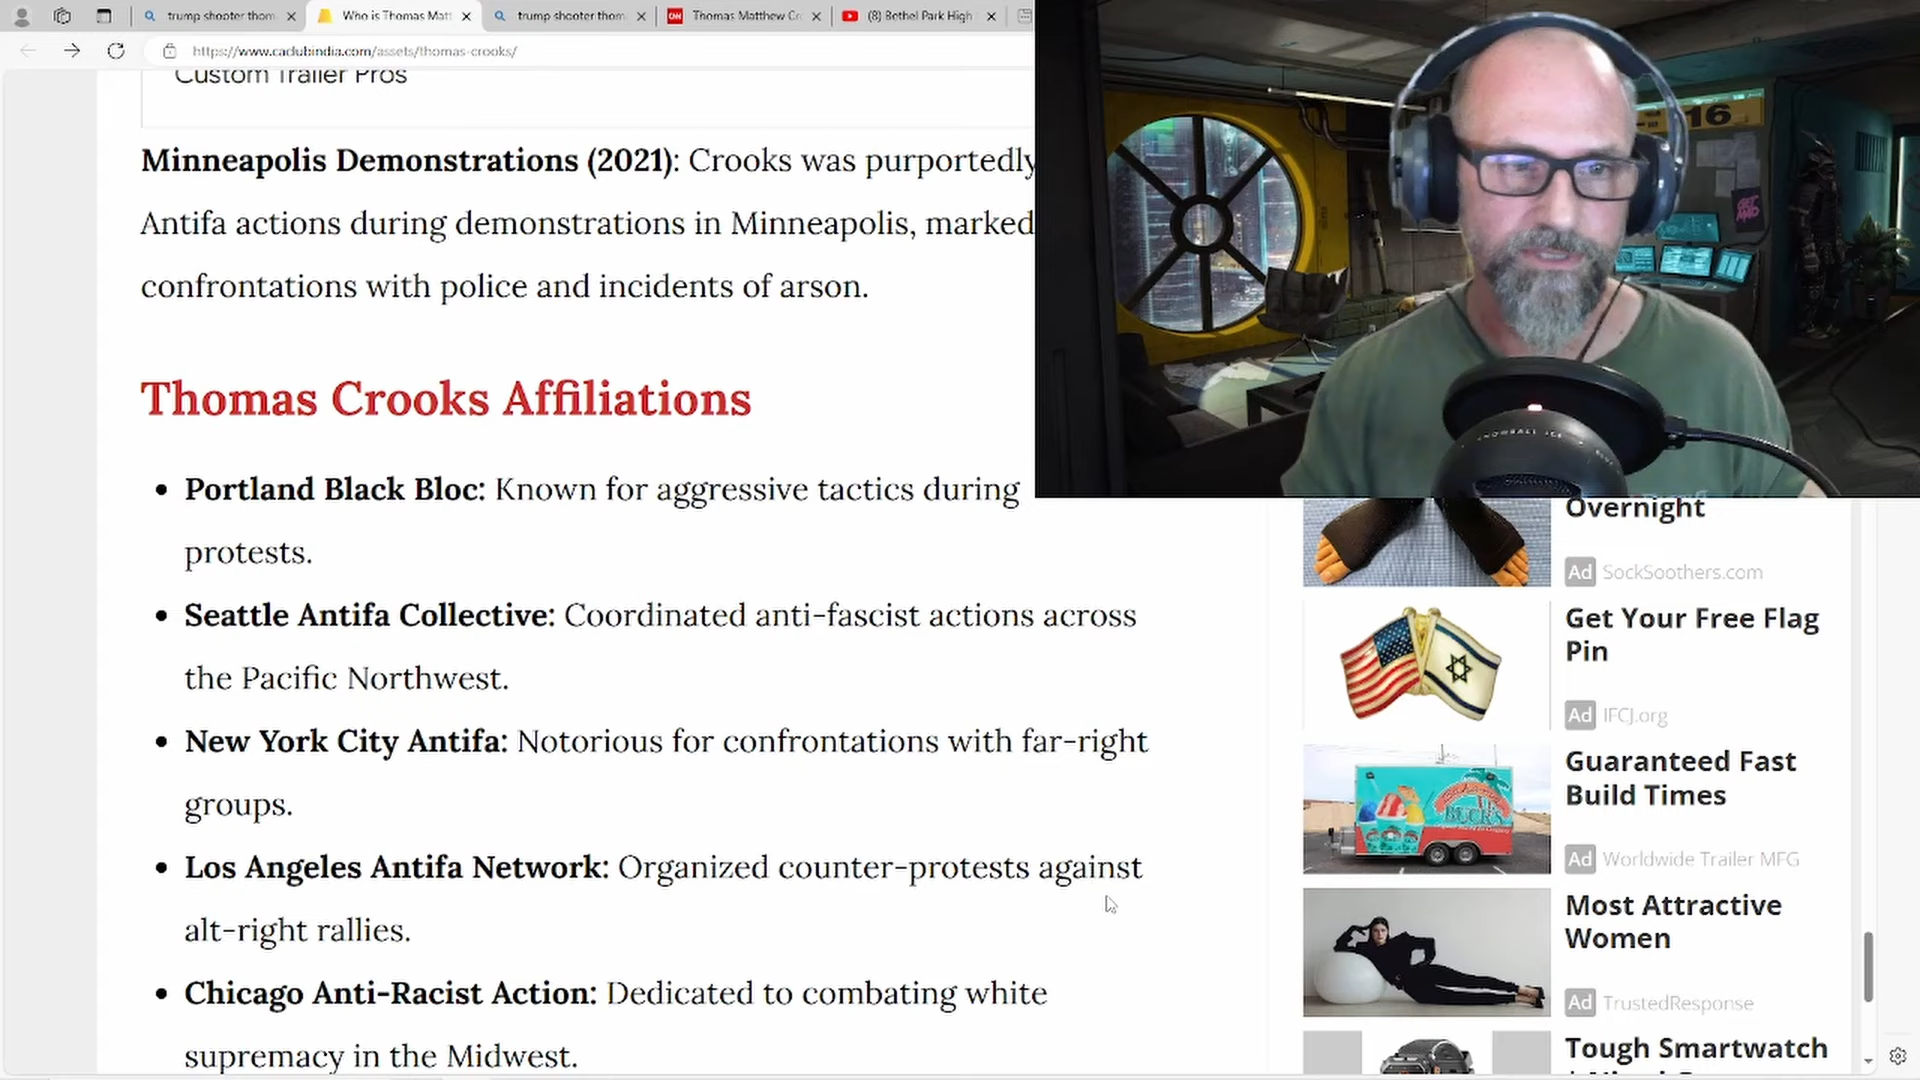 trump shooter thom
Who is Thomas Matt
trump shooter thom
Thomas Matthew Cr
(8) Bethel Park High
https://www.caclubindia.com/assets/thomas-crooks/
Custom Trailer Pros
Minneapolis Demonstrations (2021): Crooks was purportedly
Antifa actions during demonstrations in Minneapolis, marked
confrontations with police and incidents of arson.
Thomas Crooks Affiliations
• Portland Black Bloc: Known for aggressive tactics during
protests.
• Seattle Antifa Collective: Coordinated anti-fascist actions across
the Pacific Northwest.
• New York City Antifa: Notorious for confrontations with far-right
groups.
• Los Angeles Antifa Network: Organized counter-protests against
alt-right rallies.
• Chicago Anti-Racist Action: Dedicated to combating white
supremacy in the Midwest.
16
SNOWBALL ICE
Overnight
Ad SockSoothers.com
Get Your Free Flag
Pin
Ad IFCJ.org
Guaranteed Fast
Build Times
Ad Worldwide Trailer MFG
Most Attractive
Women
Ad TrustedResponse
Tough Smartwatch